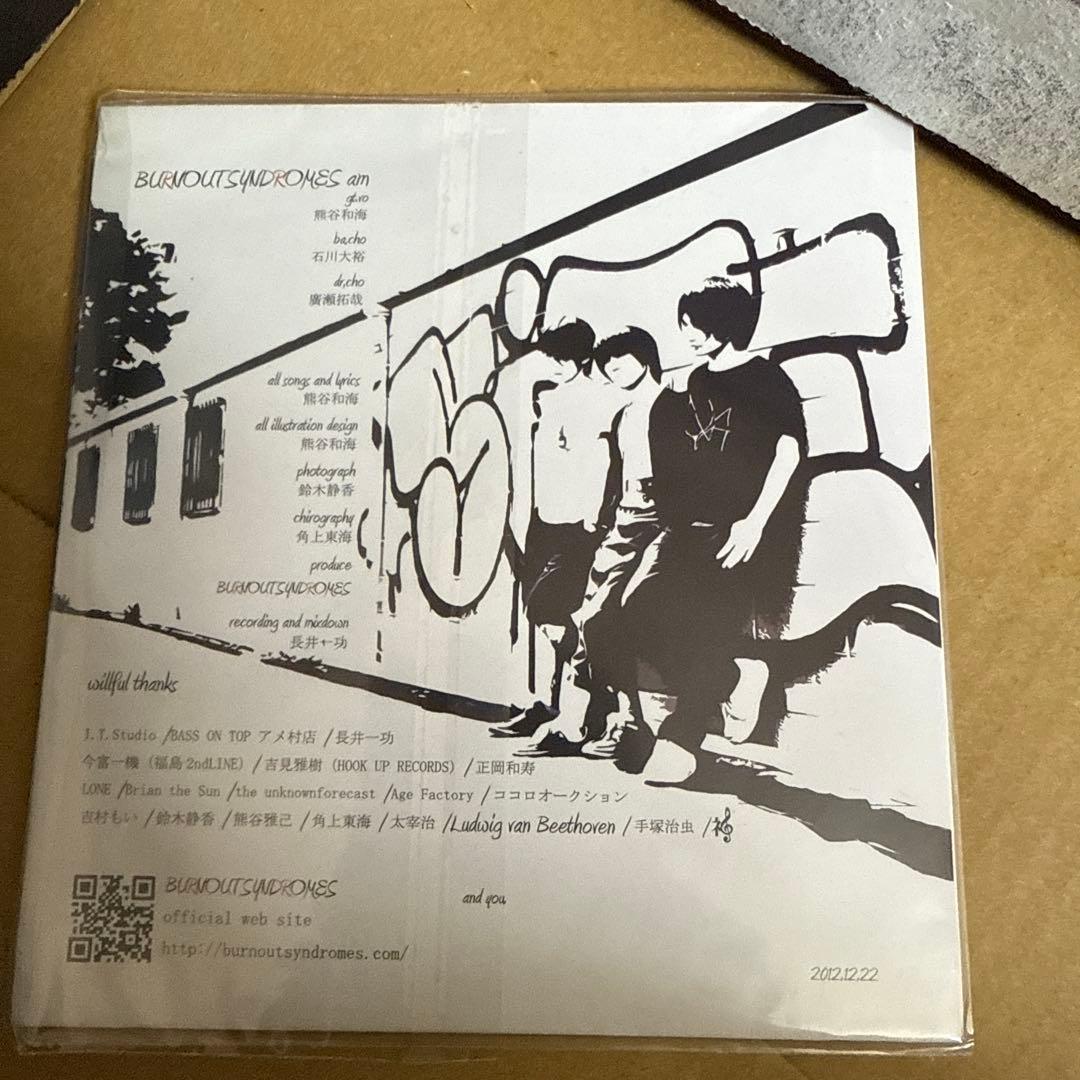 BURNOUTSYNDROMES am
gt.vo
熊谷和海
ba,cho
石川大裕
dr,cho
廣瀬拓哉
all songs and lyrics
熊谷和海
all illustration design
熊谷和海
photograph
鈴木静香
chirography
角上東海
produce
BURNOUTSYNDROMES
recording and mixdown
長井一功
willful thanks
J.T.Studio /BASS ON TOP アメ村店 /長井一功
今富一機 (福島2ndLINE) /吉見雅樹 (HOOK UP RECORDS) /正岡和寿
LONE /Brian the Sun /the unknownforecast /Age Factory /ココロオークション
吉村もい /鈴木静香 /熊谷雅己 /角上東海 /太宰治 /Ludwig van Beethoven /手塚治虫 /
BURNOUTSYNDROMES
official web site
http://burnoutsyndromes.com/
and you,
2012,12,22